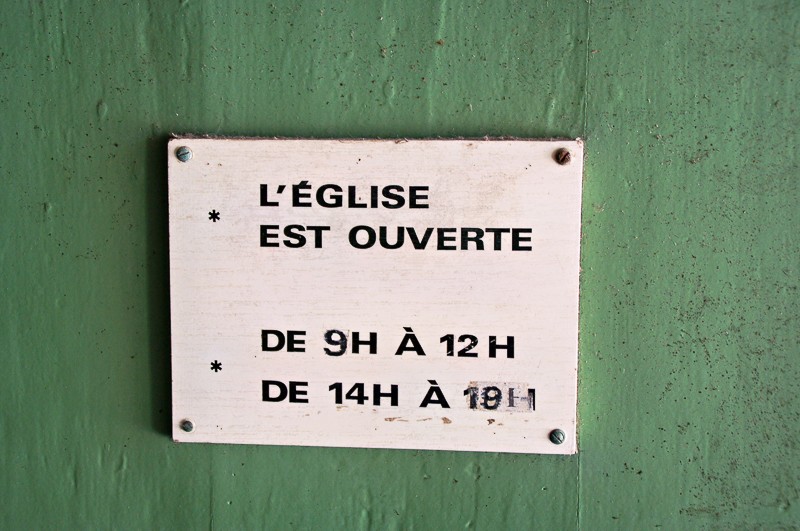 * L'ÉGLISE
EST OUVERTE
* DE 9H À 12H
DE 14H À 19H